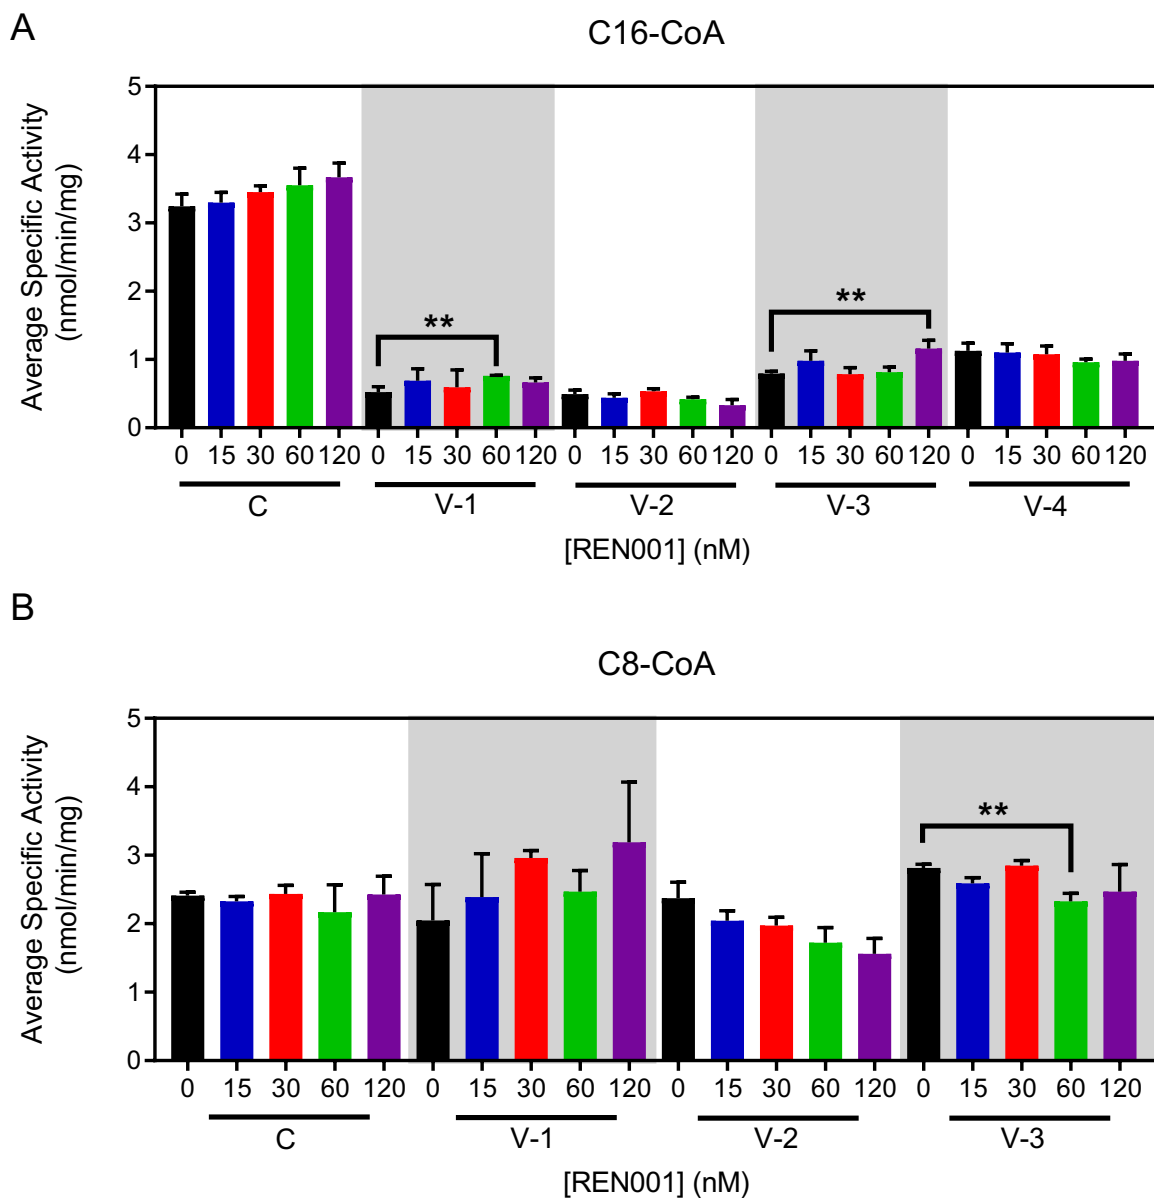 A
C16-CoA
Average Specific Activity
(nmol/min/mg)
5
4
3
2
1
0
**
**
0 15 30 60 120 0 15 30 60 120 0 15 30 60 120 0 15 30 60 120 0 15 30 60 120
C V-1 V-2 V-3 V-4
[REN001] (nM)
B
C8-CoA
Average Specific Activity
(nmol/min/mg)
5
4
3
2
1
0
**
0 15 30 60 120 0 15 30 60 120 0 15 30 60 120 0 15 30 60 120
C V-1 V-2 V-3
[REN001] (nM)